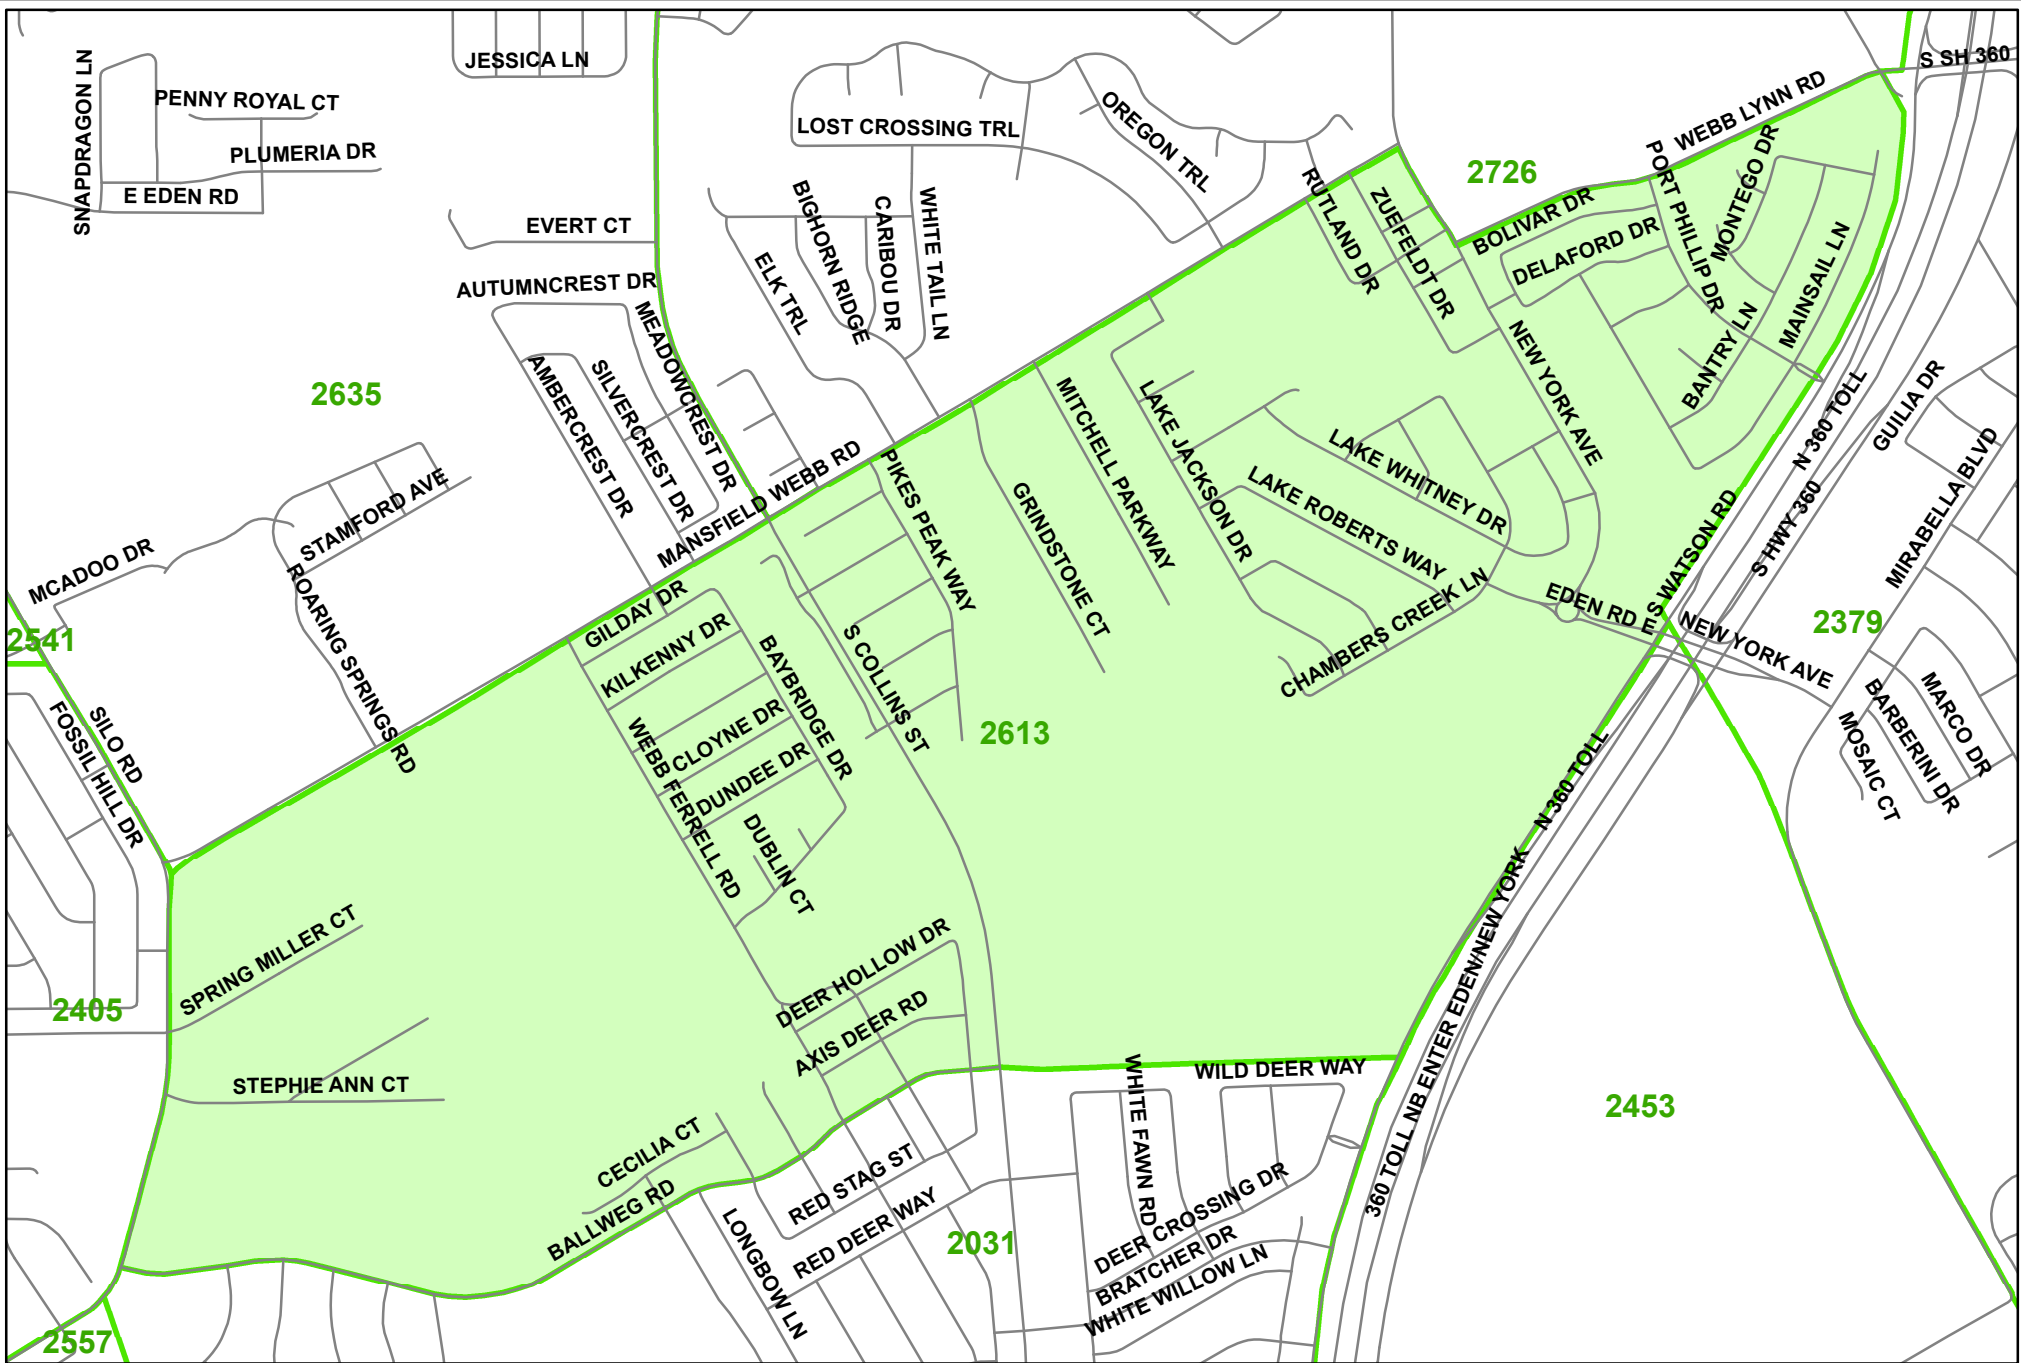 JESSICA LN
S SH 360
SNAPDRAGON LN
PENNY ROYAL CT
PLUMERIA DR
E EDEN RD
LOST CROSSING TRL
OREGON TRL
WEBB LYNN RD
2726
PORT PHILLIP DR
MONTEGO DR
BOLIVAR DR
DELAFORD DR
MAINSAIL LN
BANTRY LN
RUTLAND DR
ZUEFELDT DR
NEW YORK AVE
EVERT CT
AUTUMNCREST DR
MEADOWCREST DR
ELK TRL
BIGHORN RIDGE
CARIBOU DR
WHITE TAIL LN
2635
AMBERCREST DR
SILVERCREST DR
MANSFIELD WEBB RD
PIKES PEAK WAY
GRINDSTONE CT
MITCHELL PARKWAY
LAKE JACKSON DR
LAKE WHITNEY DR
LAKE ROBERTS WAY
CHAMBERS CREEK LN
EDEN RD E
S WATSON RD
N 360 TOLL
S HWY 360
GUILIA DR
MIRABELLA BLVD
2379
NEW YORK AVE
MARCO DR
BARBERINI DR
MOSAIC CT
STAMFORD AVE
MCADOO DR
ROARING SPRINGS RD
2541
SILO RD
FOSSIL HILL DR
GILDAY DR
KILKENNY DR
BAYBRIDGE DR
S COLLINS ST
WEBB FERRELL RD
CLOYNE DR
DUNDEE DR
DUBLIN CT
2613
N 360 TOLL
360 TOLL NB ENTER EDEN/NEW YORK
2405
SPRING MILLER CT
STEPHIE ANN CT
DEER HOLLOW DR
AXIS DEER RD
WHITE FAWN RD
WILD DEER WAY
2453
CECILIA CT
BALLWEG RD
RED STAG ST
RED DEER WAY
LONGBOW LN
2031
DEER CROSSING DR
BRATCHER DR
WHITE WILLOW LN
2557